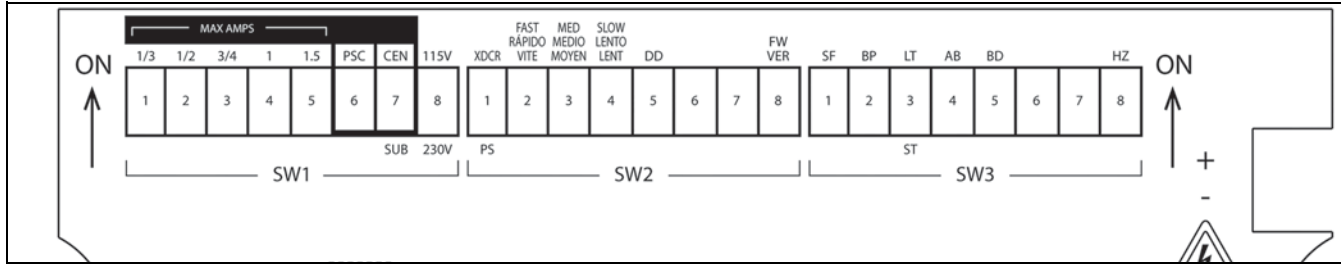 MAX AMPS
FAST MED SLOW
RÁPIDO MEDIO LENTO FW
1/3 1/2 3/4 1 1.5 PSC CEN 115V XDCR VITE MOYEN LENT DD VER SF BP LT AB BD HZ
ON ON
1 2 3 4 5 6 7 8 1 2 3 4 5 6 7 8 1 2 3 4 5 6 7 8
SUB 230V PS ST
SW1 SW2 SW3
+
-